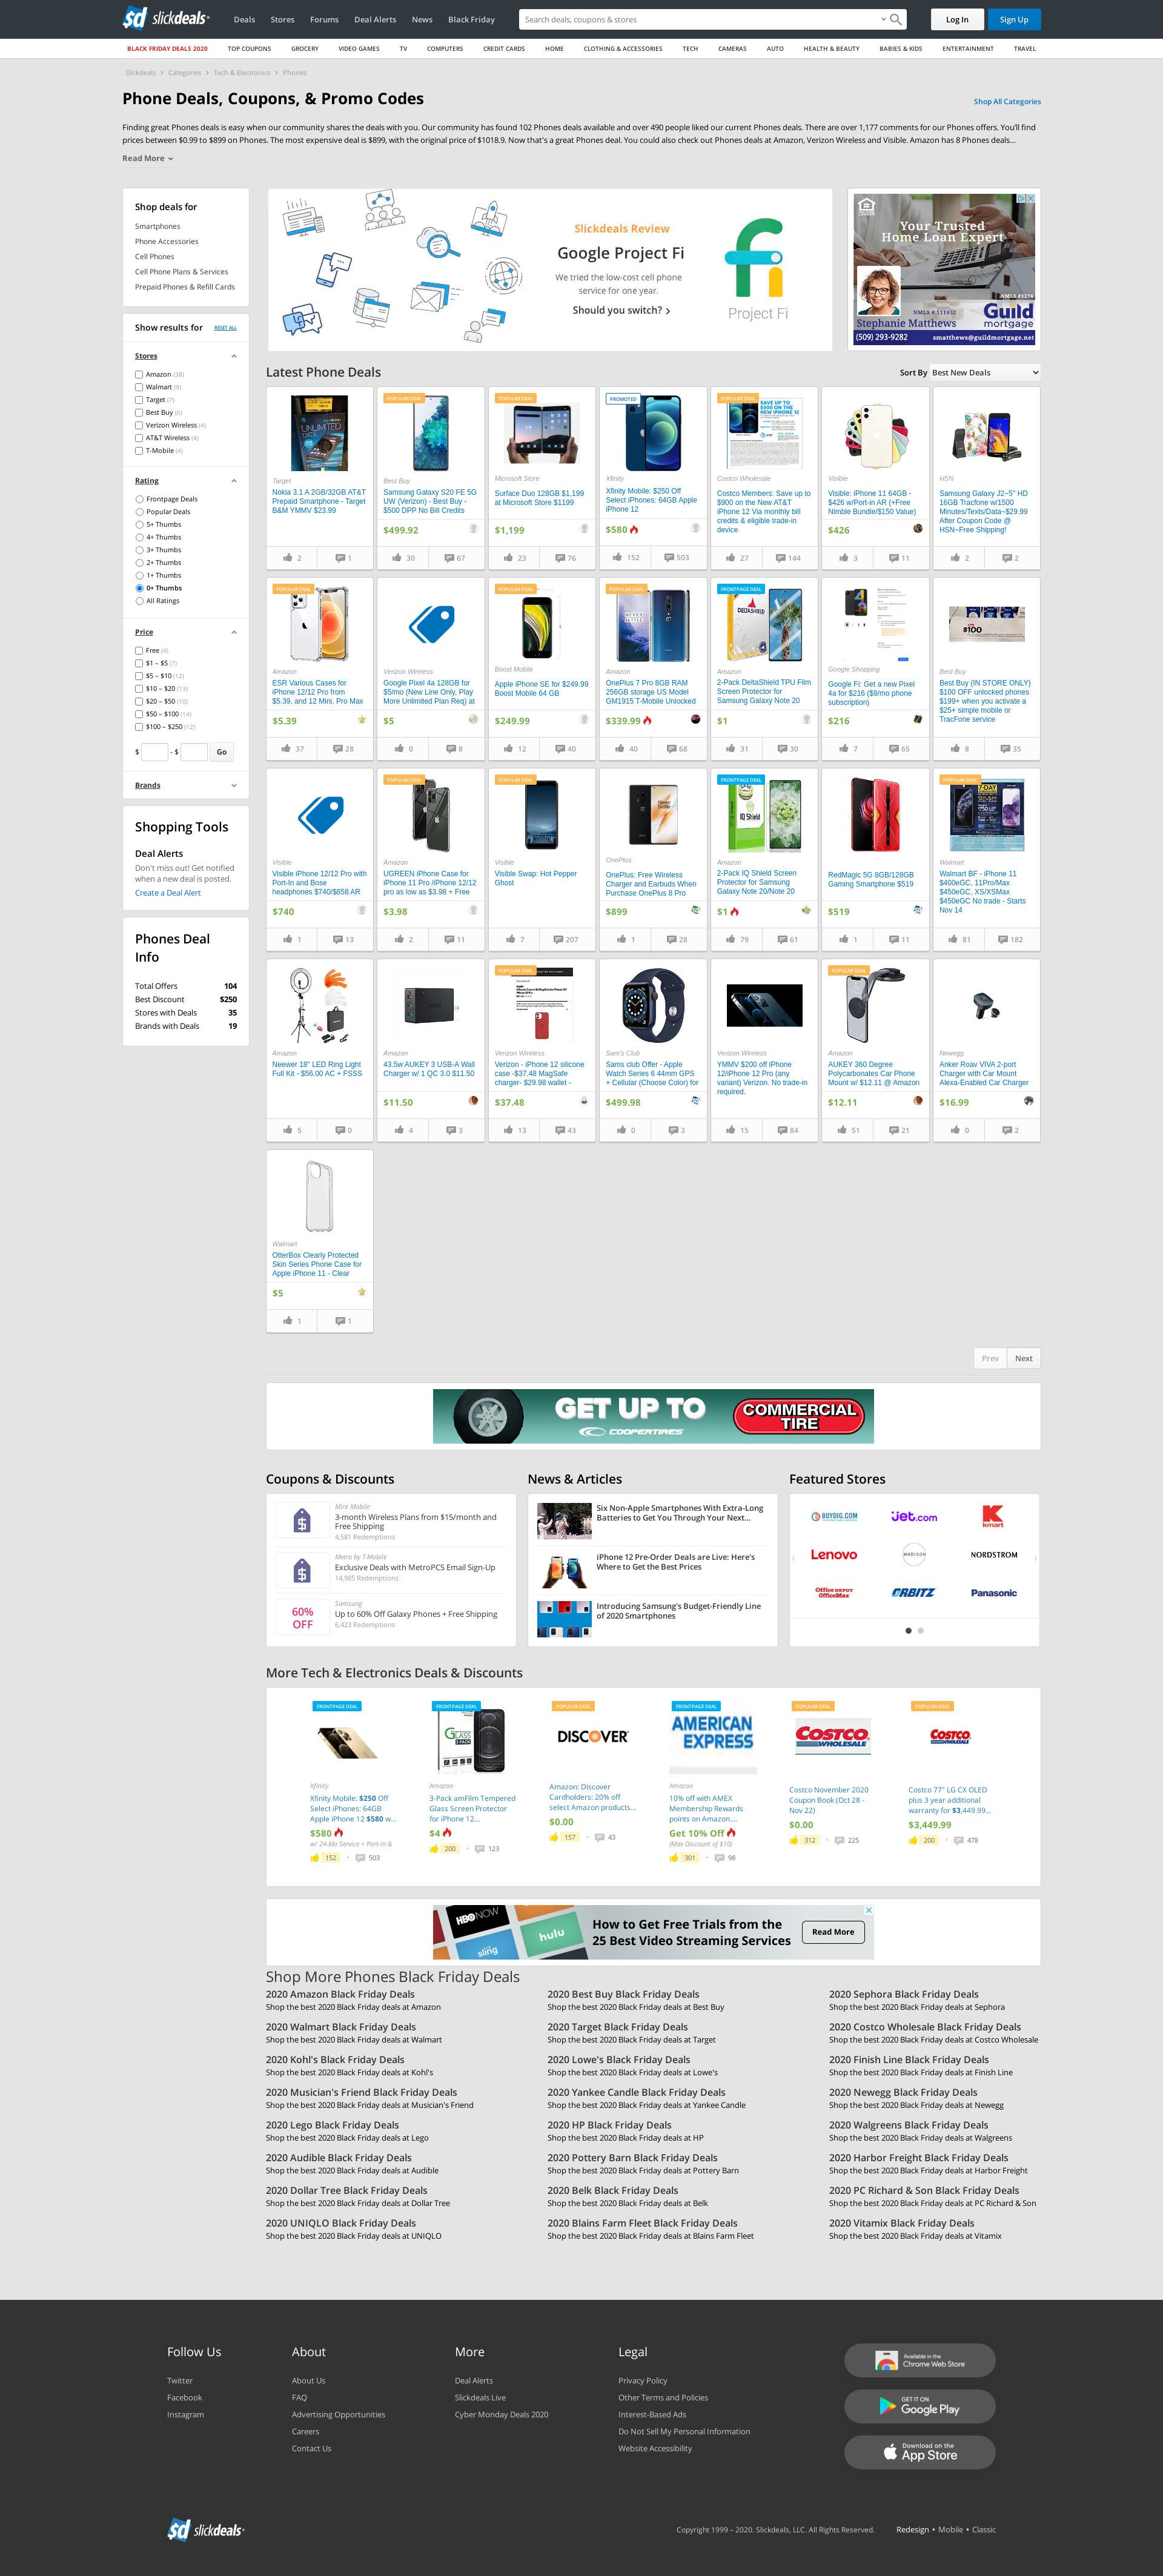 sd slickdeals
Deals Stores Forums Deal Alerts News Black Friday
Search deals, coupons & stores
Log In Sign Up
BLACK FRIDAY DEALS 2020 TOP COUPONS GROCERY VIDEO GAMES TV COMPUTERS CREDIT CARDS HOME CLOTHING & ACCESSORIES TECH CAMERAS AUTO HEALTH & BEAUTY BABIES & KIDS ENTERTAINMENT TRAVEL
Slickdeals › Categories › Tech & Electronics › Phones
Phone Deals, Coupons, & Promo Codes
Shop All Categories
Finding great Phones deals is easy when our community shares the deals with you. Our community has found 102 Phones deals available and over 490 people liked our current Phones deals. There are over 1,177 comments for our Phones offers. You'll find
prices between $0.99 to $899 on Phones. The most expensive deal is $899, with the original price of $1018.9. Now that's a great Phones deal. You could also check out Phones deals at Amazon, Verizon Wireless and Visible. Amazon has 8 Phones deals...
Read More
Shop deals for
Smartphones
Phone Accessories
Cell Phones
Cell Phone Plans & Services
Prepaid Phones & Refill Cards
Show results for RESET ALL
Stores
Amazon (38)
Walmart (9)
Target (7)
Best Buy (6)
Verizon Wireless (4)
AT&T Wireless (4)
T-Mobile (4)
Rating
Frontpage Deals
Popular Deals
5+ Thumbs
4+ Thumbs
3+ Thumbs
2+ Thumbs
1+ Thumbs
0+ Thumbs
All Ratings
Price
Free (4)
$1 – $5 (7)
$5 – $10 (12)
$10 – $20 (13)
$20 – $50 (10)
$50 – $100 (14)
$100 – $250 (12)
$ - $ Go
Brands
Shopping Tools
Deal Alerts
Don't miss out! Get notified
when a new deal is posted.
Create a Deal Alert
Phones Deal
Info
Total Offers 104
Best Discount $250
Stores with Deals 35
Brands with Deals 19
Slickdeals Review
Google Project Fi
We tried the low-cost cell phone
service for one year.
Should you switch?
Project Fi
Your Trusted
Home Loan Expert
NMLS #3274
NMLS # 111832
Stephanie Matthews
Guild
mortgage
(509) 293-9282 smatthews@guildmortgage.net
Latest Phone Deals
Sort By Best New Deals
Target
Nokia 3.1 A 2GB/32GB AT&T
Prepaid Smartphone - Target
B&M YMMV $23.99
2 1
POPULAR DEAL
Best Buy
Samsung Galaxy S20 FE 5G
UW (Verizon) - Best Buy -
$500 DPP No Bill Credits
$499.92
30 67
POPULAR DEAL
Microsoft Store
Surface Duo 128GB $1,199
at Microsoft Store $1199
$1,199
23 76
PROMOTED
Xfinity
Xfinity Mobile: $250 Off
Select iPhones: 64GB Apple
iPhone 12
$580
152 503
POPULAR DEAL
SAVE UP TO
$900 ON THE
NEW IPHONE 12
Costco Wholesale
Costco Members: Save up to
$900 on the New AT&T
iPhone 12 Via monthly bill
credits & eligible trade-in
device
27 144
Visible
Visible: iPhone 11 64GB -
$426 w/Port-in AR (+Free
Nimble Bundle/$150 Value)
$426
3 11
HSN
Samsung Galaxy J2~5" HD
16GB Tracfone w/1500
Minutes/Texts/Data~$29.99
After Coupon Code @
HSN~Free Shipping!
2 2
POPULAR DEAL
Amazon
ESR Various Cases for
iPhone 12/12 Pro from
$5.39, and 12 Mini, Pro Max
$5.39
37 28
Verizon Wireless
Google Pixel 4a 128GB for
$5/mo (New Line Only, Play
More Unlimited Plan Req) at
$5
0 8
POPULAR DEAL
Boost Mobile
Apple iPhone SE for $249.99
Boost Mobile 64 GB
$249.99
12 40
POPULAR DEAL
Amazon
OnePlus 7 Pro 8GB RAM
256GB storage US Model
GM1915 T-Mobile Unlocked
$339.99
40 68
FRONTPAGE DEAL
DELTASHIELD
Amazon
2-Pack DeltaShield TPU Film
Screen Protector for
Samsung Galaxy Note 20
$1
31 30
Google Shopping
Google Fi: Get a new Pixel
4a for $216 ($9/mo phone
subscription)
$216
7 65
$100
Best Buy
Best Buy (IN STORE ONLY)
$100 OFF unlocked phones
$199+ when you activate a
$25+ simple mobile or
TracFone service
8 35
Visible
Visible iPhone 12/12 Pro with
Port-In and Bose
headphones $740/$858 AR
$740
1 13
POPULAR DEAL
Amazon
UGREEN iPhone Case for
iPhone 11 Pro /iPhone 12/12
pro as low as $3.98 + Free
$3.98
2 11
POPULAR DEAL
Visible
Visible Swap: Hot Pepper
Ghost
7 207
OnePlus
OnePlus: Free Wireless
Charger and Earbuds When
Purchase OnePlus 8 Pro
$899
1 28
FRONTPAGE DEAL
IQ Shield
Amazon
2-Pack IQ Shield Screen
Protector for Samsung
Galaxy Note 20/Note 20
$1
79 61
RedMagic 5G 8GB/128GB
Gaming Smartphone $519
$519
1 11
POPULAR DEAL
Walmart
Walmart BF - iPhone 11
$400eGC, 11Pro/Max
$450eGC, XS/XSMax
$450eGC No trade - Starts
Nov 14
81 182
Amazon
Neewer 18" LED Ring Light
Full Kit - $56.00 AC + FSSS
5 0
Amazon
43.5w AUKEY 3 USB-A Wall
Charger w/ 1 QC 3.0 $11.50
$11.50
4 3
POPULAR DEAL
Verizon Wireless
Verizon - iPhone 12 silicone
case -$37.48 MagSafe
charger- $29.98 wallet -
$37.48
13 43
Sam's Club
Sams club Offer - Apple
Watch Series 6 44mm GPS
+ Cellular (Choose Color) for
$499.98
0 3
Verizon Wireless
YMMV $200 off iPhone
12/iPhone 12 Pro (any
variant) Verizon. No trade-in
required.
15 84
POPULAR DEAL
Amazon
AUKEY 360 Degree
Polycarbonates Car Phone
Mount w/ $12.11 @ Amazon
$12.11
51 21
Newegg
Anker Roav VIVA 2-port
Charger with Car Mount
Alexa-Enabled Car Charger
$16.99
0 2
Walmart
OtterBox Clearly Protected
Skin Series Phone Case for
Apple iPhone 11 - Clear
$5
1 1
Prev Next
GET UP TO
COOPERTIRES
COMMERCIAL
TIRE
Coupons & Discounts
Mint Mobile
3-month Wireless Plans from $15/month and
Free Shipping
4,581 Redemptions
Metro by T-Mobile
Exclusive Deals with MetroPCS Email Sign-Up
14,985 Redemptions
60%
OFF
Samsung
Up to 60% Off Galaxy Phones + Free Shipping
6,423 Redemptions
News & Articles
Six Non-Apple Smartphones With Extra-Long
Batteries to Get You Through Your Next...
iPhone 12 Pre-Order Deals are Live: Here's
Where to Get the Best Prices
Introducing Samsung's Budget-Friendly Line
of 2020 Smartphones
Featured Stores
BUYDIG.COM jet.com kmart
Lenovo MADISON NORDSTROM
Office DEPOT
OfficeMax
ORBITZ Panasonic
More Tech & Electronics Deals & Discounts
FRONTPAGE DEAL
Xfinity
Xfinity Mobile: $250 Off
Select iPhones: 64GB
Apple iPhone 12 $580 w...
$580
w/ 24-Mo Service + Port-In &
152 503
FRONTPAGE DEAL
GLASS
Amazon
3-Pack amFilm Tempered
Glass Screen Protector
for iPhone 12...
$4
200 123
POPULAR DEAL
DISCOVER
Amazon: Discover
Cardholders: 20% off
select Amazon products...
$0.00
157 43
FRONTPAGE DEAL
AMERICAN
EXPRESS
Amazon
10% off with AMEX
Membership Rewards
points on Amazon....
Get 10% Off
(Max Discount of $10)
301 98
POPULAR DEAL
COSTCO
WHOLESALE
Costco November 2020
Coupon Book (Oct 28 -
Nov 22)
$0.00
312 225
POPULAR DEAL
COSTCO
WHOLESALE
Costco 77" LG CX OLED
plus 3 year additional
warranty for $3,449.99...
$3,449.99
200 478
HBO NOW
sling
hulu
How to Get Free Trials from the
25 Best Video Streaming Services
Read More
Shop More Phones Black Friday Deals
2020 Amazon Black Friday Deals 2020 Best Buy Black Friday Deals 2020 Sephora Black Friday Deals
Shop the best 2020 Black Friday deals at Amazon Shop the best 2020 Black Friday deals at Best Buy Shop the best 2020 Black Friday deals at Sephora
2020 Walmart Black Friday Deals 2020 Target Black Friday Deals 2020 Costco Wholesale Black Friday Deals
Shop the best 2020 Black Friday deals at Walmart Shop the best 2020 Black Friday deals at Target Shop the best 2020 Black Friday deals at Costco Wholesale
2020 Kohl's Black Friday Deals 2020 Lowe's Black Friday Deals 2020 Finish Line Black Friday Deals
Shop the best 2020 Black Friday deals at Kohl's Shop the best 2020 Black Friday deals at Lowe's Shop the best 2020 Black Friday deals at Finish Line
2020 Musician's Friend Black Friday Deals 2020 Yankee Candle Black Friday Deals 2020 Newegg Black Friday Deals
Shop the best 2020 Black Friday deals at Musician's Friend Shop the best 2020 Black Friday deals at Yankee Candle Shop the best 2020 Black Friday deals at Newegg
2020 Lego Black Friday Deals 2020 HP Black Friday Deals 2020 Walgreens Black Friday Deals
Shop the best 2020 Black Friday deals at Lego Shop the best 2020 Black Friday deals at HP Shop the best 2020 Black Friday deals at Walgreens
2020 Audible Black Friday Deals 2020 Pottery Barn Black Friday Deals 2020 Harbor Freight Black Friday Deals
Shop the best 2020 Black Friday deals at Audible Shop the best 2020 Black Friday deals at Pottery Barn Shop the best 2020 Black Friday deals at Harbor Freight
2020 Dollar Tree Black Friday Deals 2020 Belk Black Friday Deals 2020 PC Richard & Son Black Friday Deals
Shop the best 2020 Black Friday deals at Dollar Tree Shop the best 2020 Black Friday deals at Belk Shop the best 2020 Black Friday deals at PC Richard & Son
2020 UNIQLO Black Friday Deals 2020 Blains Farm Fleet Black Friday Deals 2020 Vitamix Black Friday Deals
Shop the best 2020 Black Friday deals at UNIQLO Shop the best 2020 Black Friday deals at Blains Farm Fleet Shop the best 2020 Black Friday deals at Vitamix
Follow Us
Twitter
Facebook
Instagram
About
About Us
FAQ
Advertising Opportunities
Careers
Contact Us
More
Deal Alerts
Slickdeals Live
Cyber Monday Deals 2020
Legal
Privacy Policy
Other Terms and Policies
Interest-Based Ads
Do Not Sell My Personal Information
Website Accessibility
Available in the
Chrome Web Store
GET IT ON
Google Play
Download on the
App Store
sd slickdeals
Copyright 1999 – 2020. Slickdeals, LLC. All Rights Reserved. Redesign • Mobile • Classic